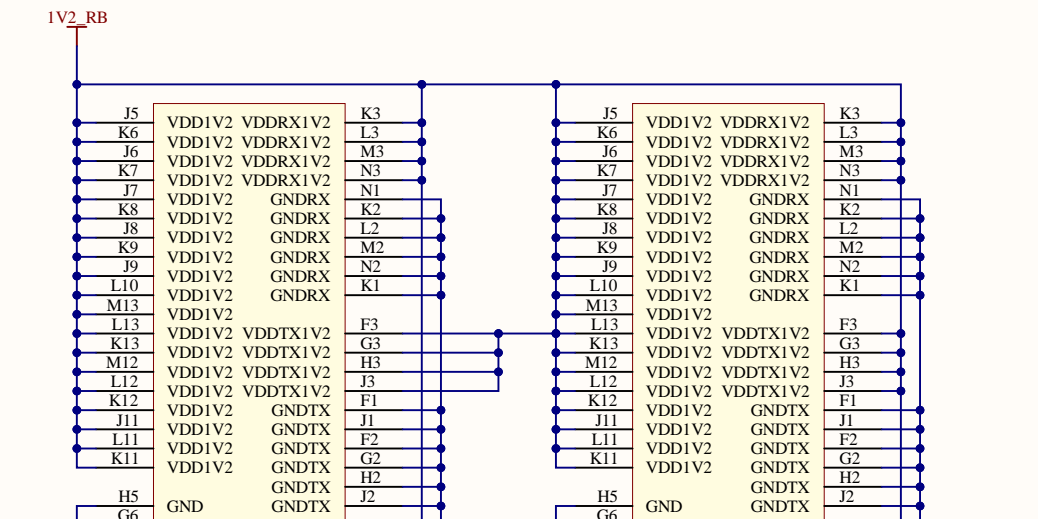 1V2_RB
J5 VDD1V2 VDDRX1V2 K3 J5 VDD1V2 VDDRX1V2 K3
K6 VDD1V2 VDDRX1V2 L3 K6 VDD1V2 VDDRX1V2 L3
J6 VDD1V2 VDDRX1V2 M3 J6 VDD1V2 VDDRX1V2 M3
K7 VDD1V2 VDDRX1V2 N3 K7 VDD1V2 VDDRX1V2 N3
J7 VDD1V2 GNDRX N1 J7 VDD1V2 GNDRX N1
K8 VDD1V2 GNDRX K2 K8 VDD1V2 GNDRX K2
J8 VDD1V2 GNDRX L2 J8 VDD1V2 GNDRX L2
K9 VDD1V2 GNDRX M2 K9 VDD1V2 GNDRX M2
J9 VDD1V2 GNDRX N2 J9 VDD1V2 GNDRX N2
L10 VDD1V2 GNDRX K1 L10 VDD1V2 GNDRX K1
M13 VDD1V2 M13 VDD1V2
L13 VDD1V2 VDDTX1V2 F3 L13 VDD1V2 VDDTX1V2 F3
K13 VDD1V2 VDDTX1V2 G3 K13 VDD1V2 VDDTX1V2 G3
M12 VDD1V2 VDDTX1V2 H3 M12 VDD1V2 VDDTX1V2 H3
L12 VDD1V2 VDDTX1V2 J3 L12 VDD1V2 VDDTX1V2 J3
K12 VDD1V2 GNDTX F1 K12 VDD1V2 GNDTX F1
J11 VDD1V2 GNDTX J1 J11 VDD1V2 GNDTX J1
L11 VDD1V2 GNDTX F2 L11 VDD1V2 GNDTX F2
K11 VDD1V2 GNDTX G2 K11 VDD1V2 GNDTX G2
GNDTX H2 GNDTX H2
H5 GND GNDTX J2 H5 GND GNDTX J2
G6 G6